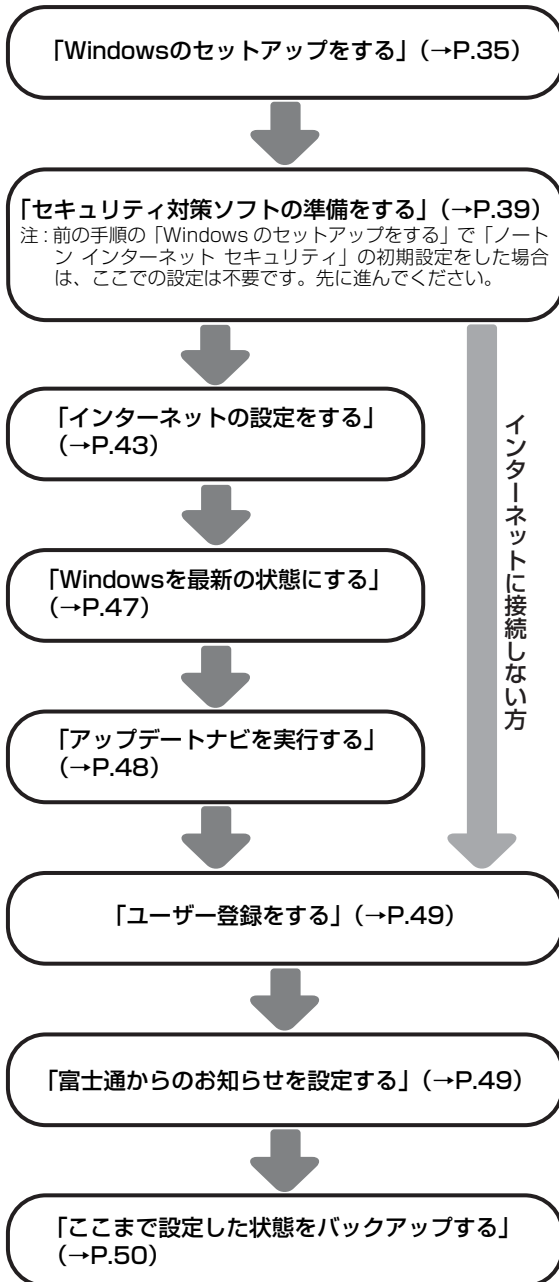 「Windowsのセットアップをする」(→P.35)
「セキュリティ対策ソフトの準備をする」(→P.39)
注：前の手順の「Windows のセットアップをする」で「ノート
ン インターネット セキュリティ」の初期設定をした場合
は、ここでの設定は不要です。先に進んでください。
「インターネットの設定をする」
(→P.43)
「Windowsを最新の状態にする」
(→P.47)
「アップデートナビを実行する」
(→P.48)
インターネットに接続しない方
「ユーザー登録をする」(→P.49)
「富士通からのお知らせを設定する」(→P.49)
「ここまで設定した状態をバックアップする」
(→P.50)